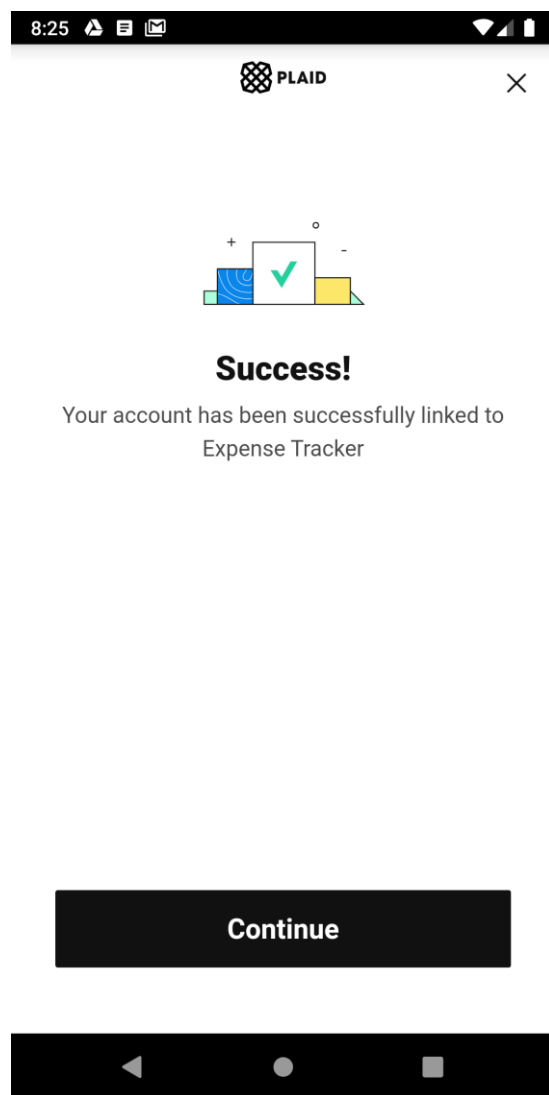 8:25
PLAID
Success!
Your account has been successfully linked to
Expense Tracker
Continue